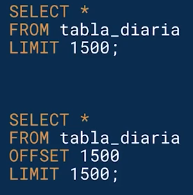 SELECT *
FROM tabla_diaria
LIMIT 1500;
SELECT *
FROM tabla_diaria
OFFSET 1500
LIMIT 1500;